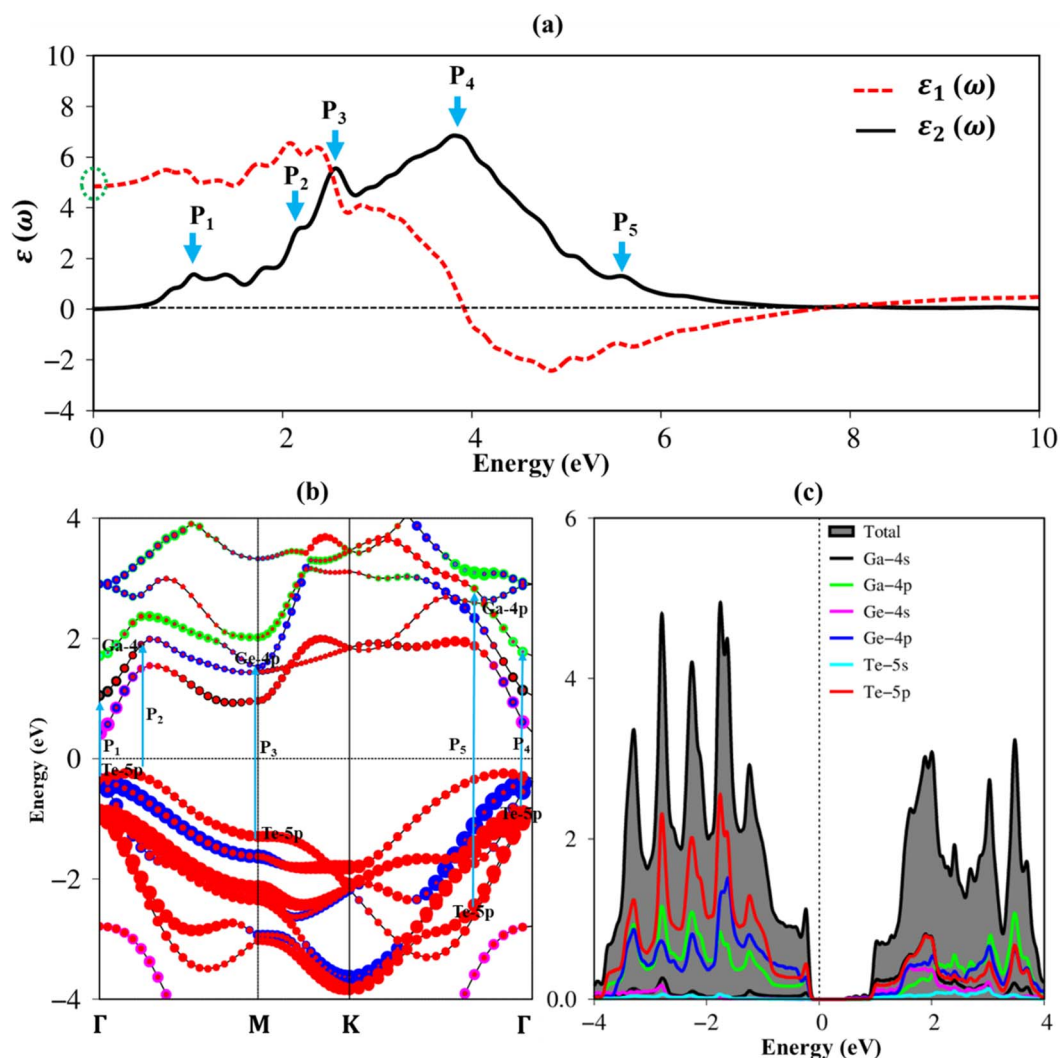 (a)
10
8
6
4
2
0
−2
−4
ε (ω)
P₁
P₂
P₃
P₄
P₅
ε₁ (ω)
ε₂ (ω)
0 2 4 6 8 10
Energy (eV)
(b)
4
2
0
−2
−4
Energy (eV)
Ga-4s
Ge-4p
Ga-4p
P₁
P₂
P₃
P₅
P₄
Te-5p
Te-5p
Te-5p
Te-5p
Γ M K Γ
(c)
6
4
2
0.0
Total
Ga−4s
Ga−4p
Ge−4s
Ge−4p
Te−5s
Te−5p
−4 −2 0 2 4
Energy (eV)